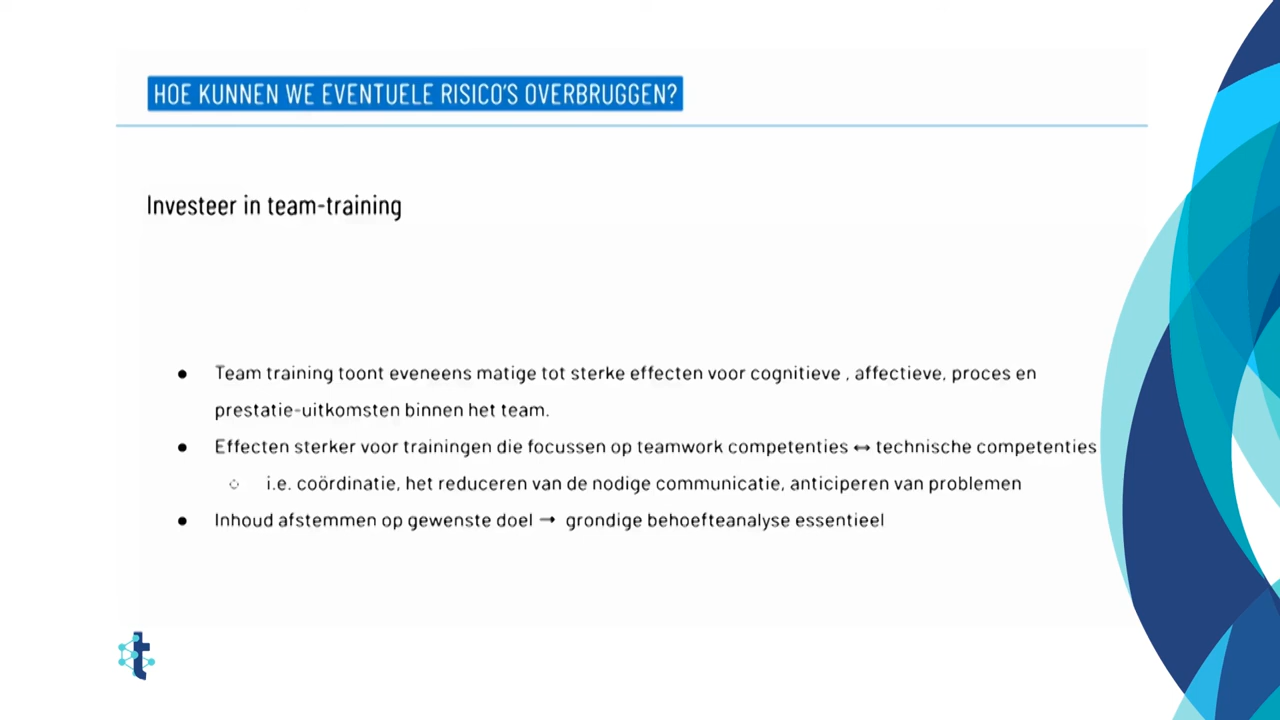 HOE KUNNEN WE EVENTUELE RISICO'S OVERBRUGGEN?
Investeer in team-training
● Team training toont eveneens matige tot sterke effecten voor cognitieve , affectieve, proces en
prestatie-uitkomsten binnen het team.
● Effecten sterker voor trainingen die focussen op teamwork competenties ↔ technische competenties
○ i.e. coördinatie, het reduceren van de nodige communicatie, anticiperen van problemen
● Inhoud afstemmen op gewenste doel → grondige behoefteanalyse essentieel
t